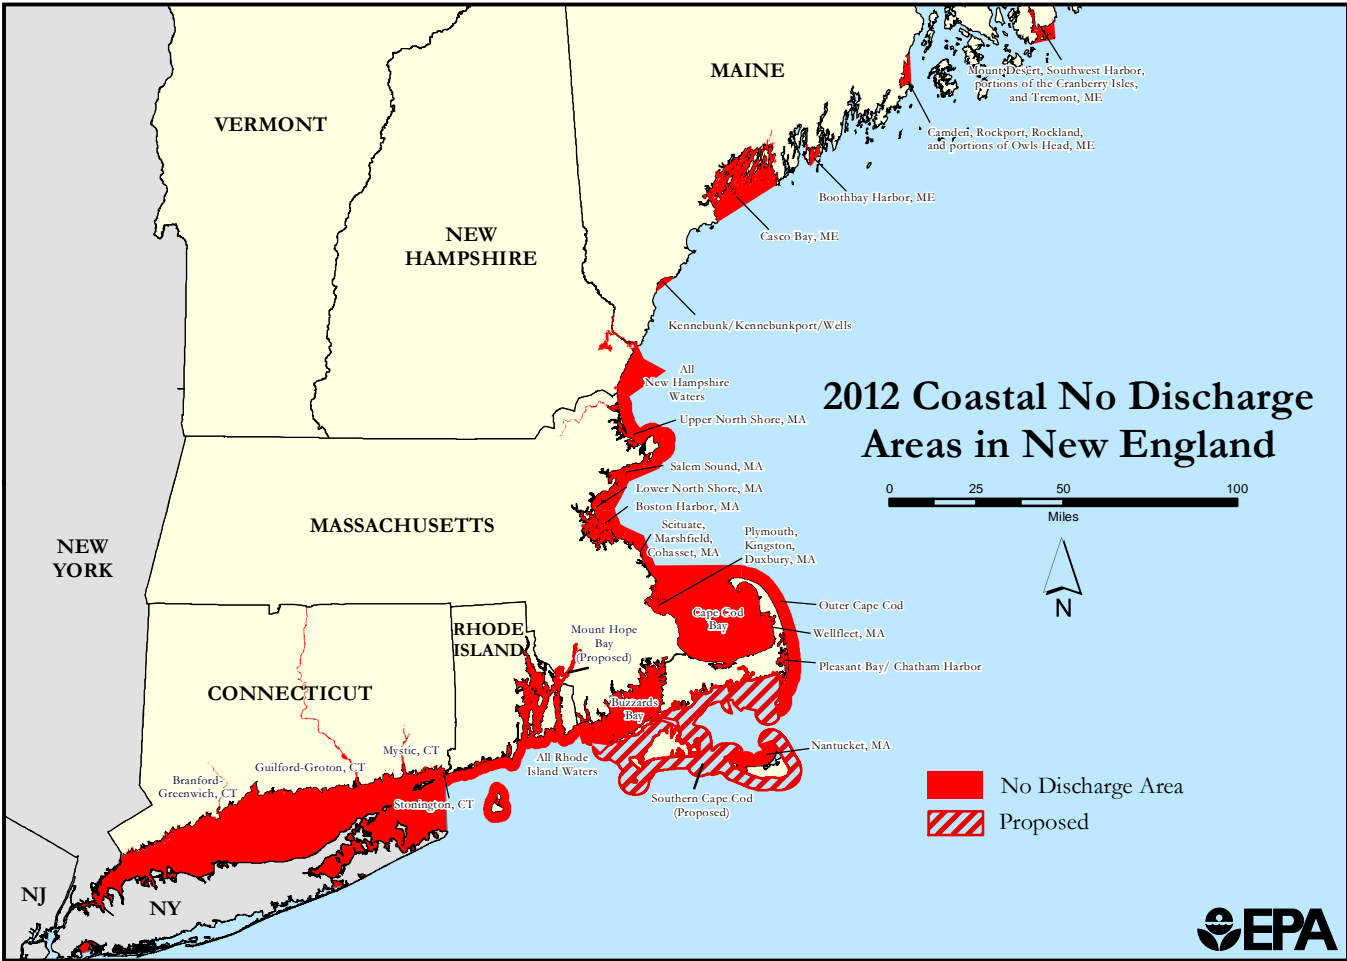 MAINE
Mount Desert, Southwest Harbor,
portions of the Cranberry Isles,
and Tremont, ME
VERMONT
Camden, Rockport, Rockland,
and portions of Owls Head, ME
Boothbay Harbor, ME
NEW
HAMPSHIRE
Casco Bay, ME
Kennebunk/Kennebunkport/Wells
All
New Hampshire
Waters
2012 Coastal No Discharge
Areas in New England
Upper North Shore, MA
Salem Sound, MA
Lower North Shore, MA
0 25 50 100
Miles
Boston Harbor, MA
MASSACHUSETTS
Scituate,
Marshfield,
Cohasset, MA
Plymouth,
Kingston,
Duxbury, MA
NEW
YORK
N
Outer Cape Cod
Cape Cod
Bay
RHODE
ISLAND
Mount Hope
Bay
(Proposed)
Wellfleet, MA
Pleasant Bay/ Chatham Harbor
CONNECTICUT
Buzzards
Bay
Nantucket, MA
Mystic, CT
Guilford-Groton, CT
Branford-
Greenwich, CT
All Rhode
Island Waters
Stonington, CT
Southern Cape Cod
(Proposed)
No Discharge Area
Proposed
NJ
NY
EPA